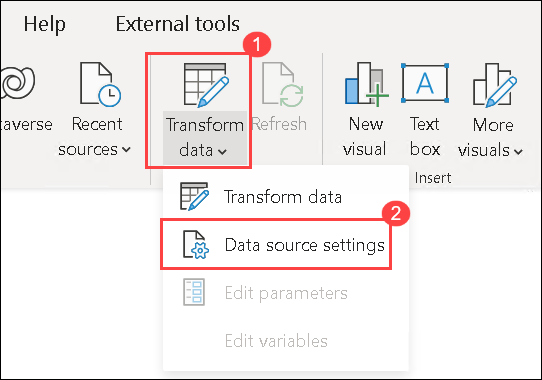 Help External tools
1
taverse
Recent
sources
Transform
data
Refresh
New
visual
A
Text
box
More
visuals
Insert
Transform data
2
Data source settings
Edit parameters
Edit variables